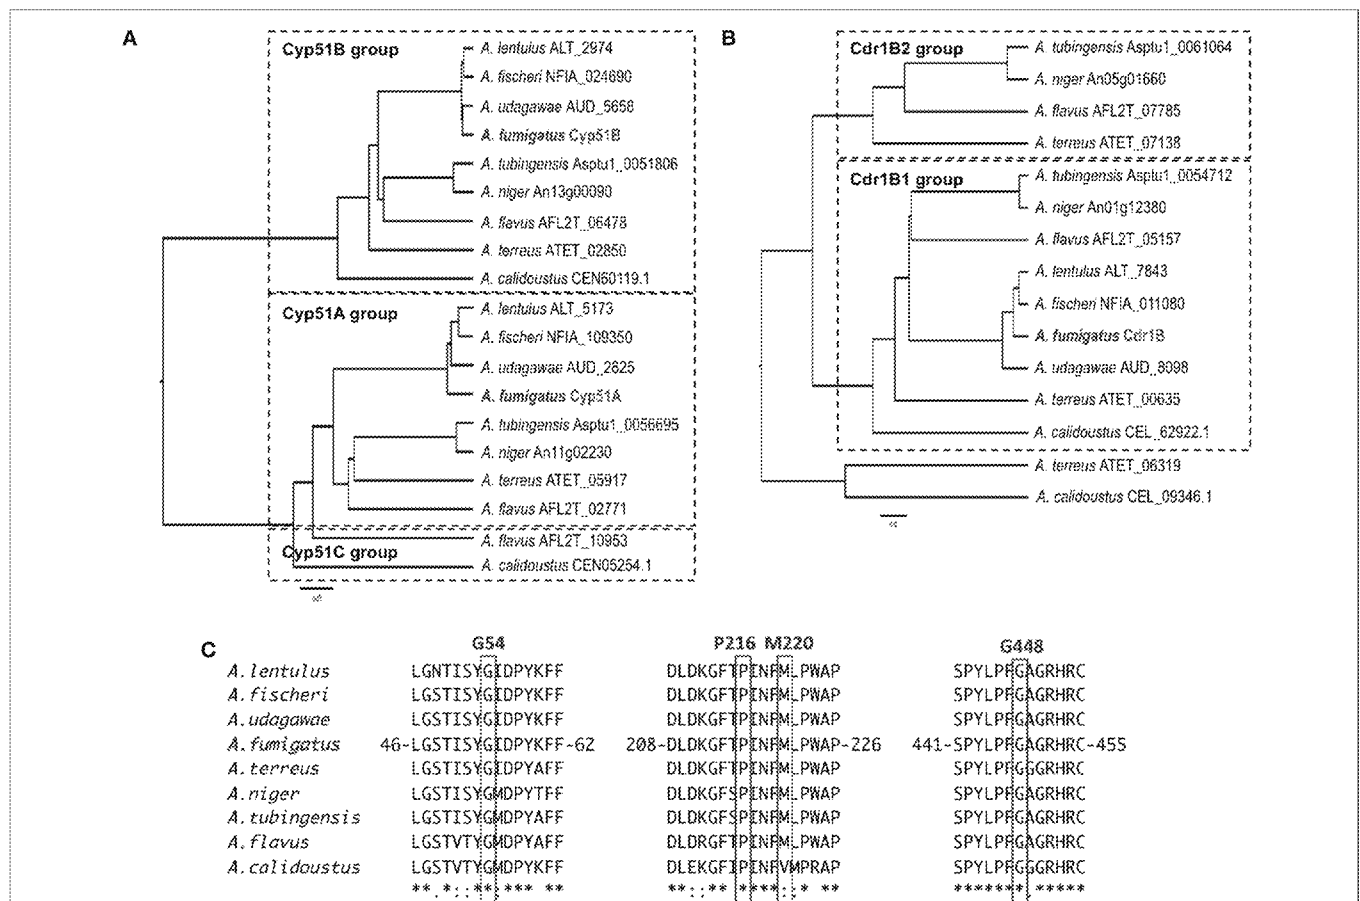 A
Cyp51B group
A. lentulus ALT_2974
A. fischeri NFIA_024690
A. udagawae AUD_5658
A. fumigatus Cyp51B
A. tubingensis Asptu1_0051806
A. niger An13g00090
A. flavus AFL2T_06478
A. terreus ATET_02850
A. calidoustus CEN60119.1
Cyp51A group
A. lentulus ALT_5173
A. fischeri NFIA_109350
A. udagawae AUD_2825
A. fumigatus Cyp51A
A. tubingensis Asptu1_0056695
A. niger An11g02230
A. terreus ATET_05917
A. flavus AFL2T_02771
A. flavus AFL2T_10953
Cyp51C group
A. calidoustus CEN05254.1
B
Cdr1B2 group
A. tubingensis Asptu1_0061064
A. niger An05g01660
A. flavus AFL2T_07785
A. terreus ATET_07138
Cdr1B1 group
A. tubingensis Asptu1_0054712
A. niger An01g12380
A. flavus AFL2T_05157
A. lentulus ALT_7843
A. fischeri NFIA_011080
A. fumigatus Cdr1B
A. udagawae AUD_8098
A. terreus ATET_00635
A. calidoustus CEL_62922.1
A. terreus ATET_06319
A. calidoustus CEL_09346.1
C
G54 P216 M220 G448
A.lentulus LGNTISYGIDPYKFF DLDKGFTPINFMLPWAP SPYLPFGAGRHRC
A.fischeri LGSTISYGIDPYKFF DLDKGFTPINFMLPWAP SPYLPFGAGRHRC
A.udagawae LGSTISYGIDPYKFF DLDKGFTPINFMLPWAP SPYLPFGAGRHRC
A.fumigatus 46-LGSTISYGIDPYKFF-62 208-DLDKGFTPINFMLPWAP-226 441-SPYLPFGAGRHRC-455
A.terreus LGSTISYGIDPYAFF DLDKGFTPINFMLPWAP SPYLPFGGGRHRC
A.niger LGSTISYGMDPYTFF DLDKGFSPINFMLPWAP SPYLPFGAGRHRC
A.tubingensis LGSTISYGMDPYAFF DLDKGFSPINFMLPWAP SPYLPFGAGRHRC
A.flavus LGSTVTYGMDPYAFF DLDRGFTPINFMLPWAP SPYLPFGAGRHRC
A.calidoustus LGSTVTYGMDPYKFF DLEKGFIPINFVMPRAP SPYLPFGGGRHRC
**.*::**:*** ** **::** *****:* ** *******.*****